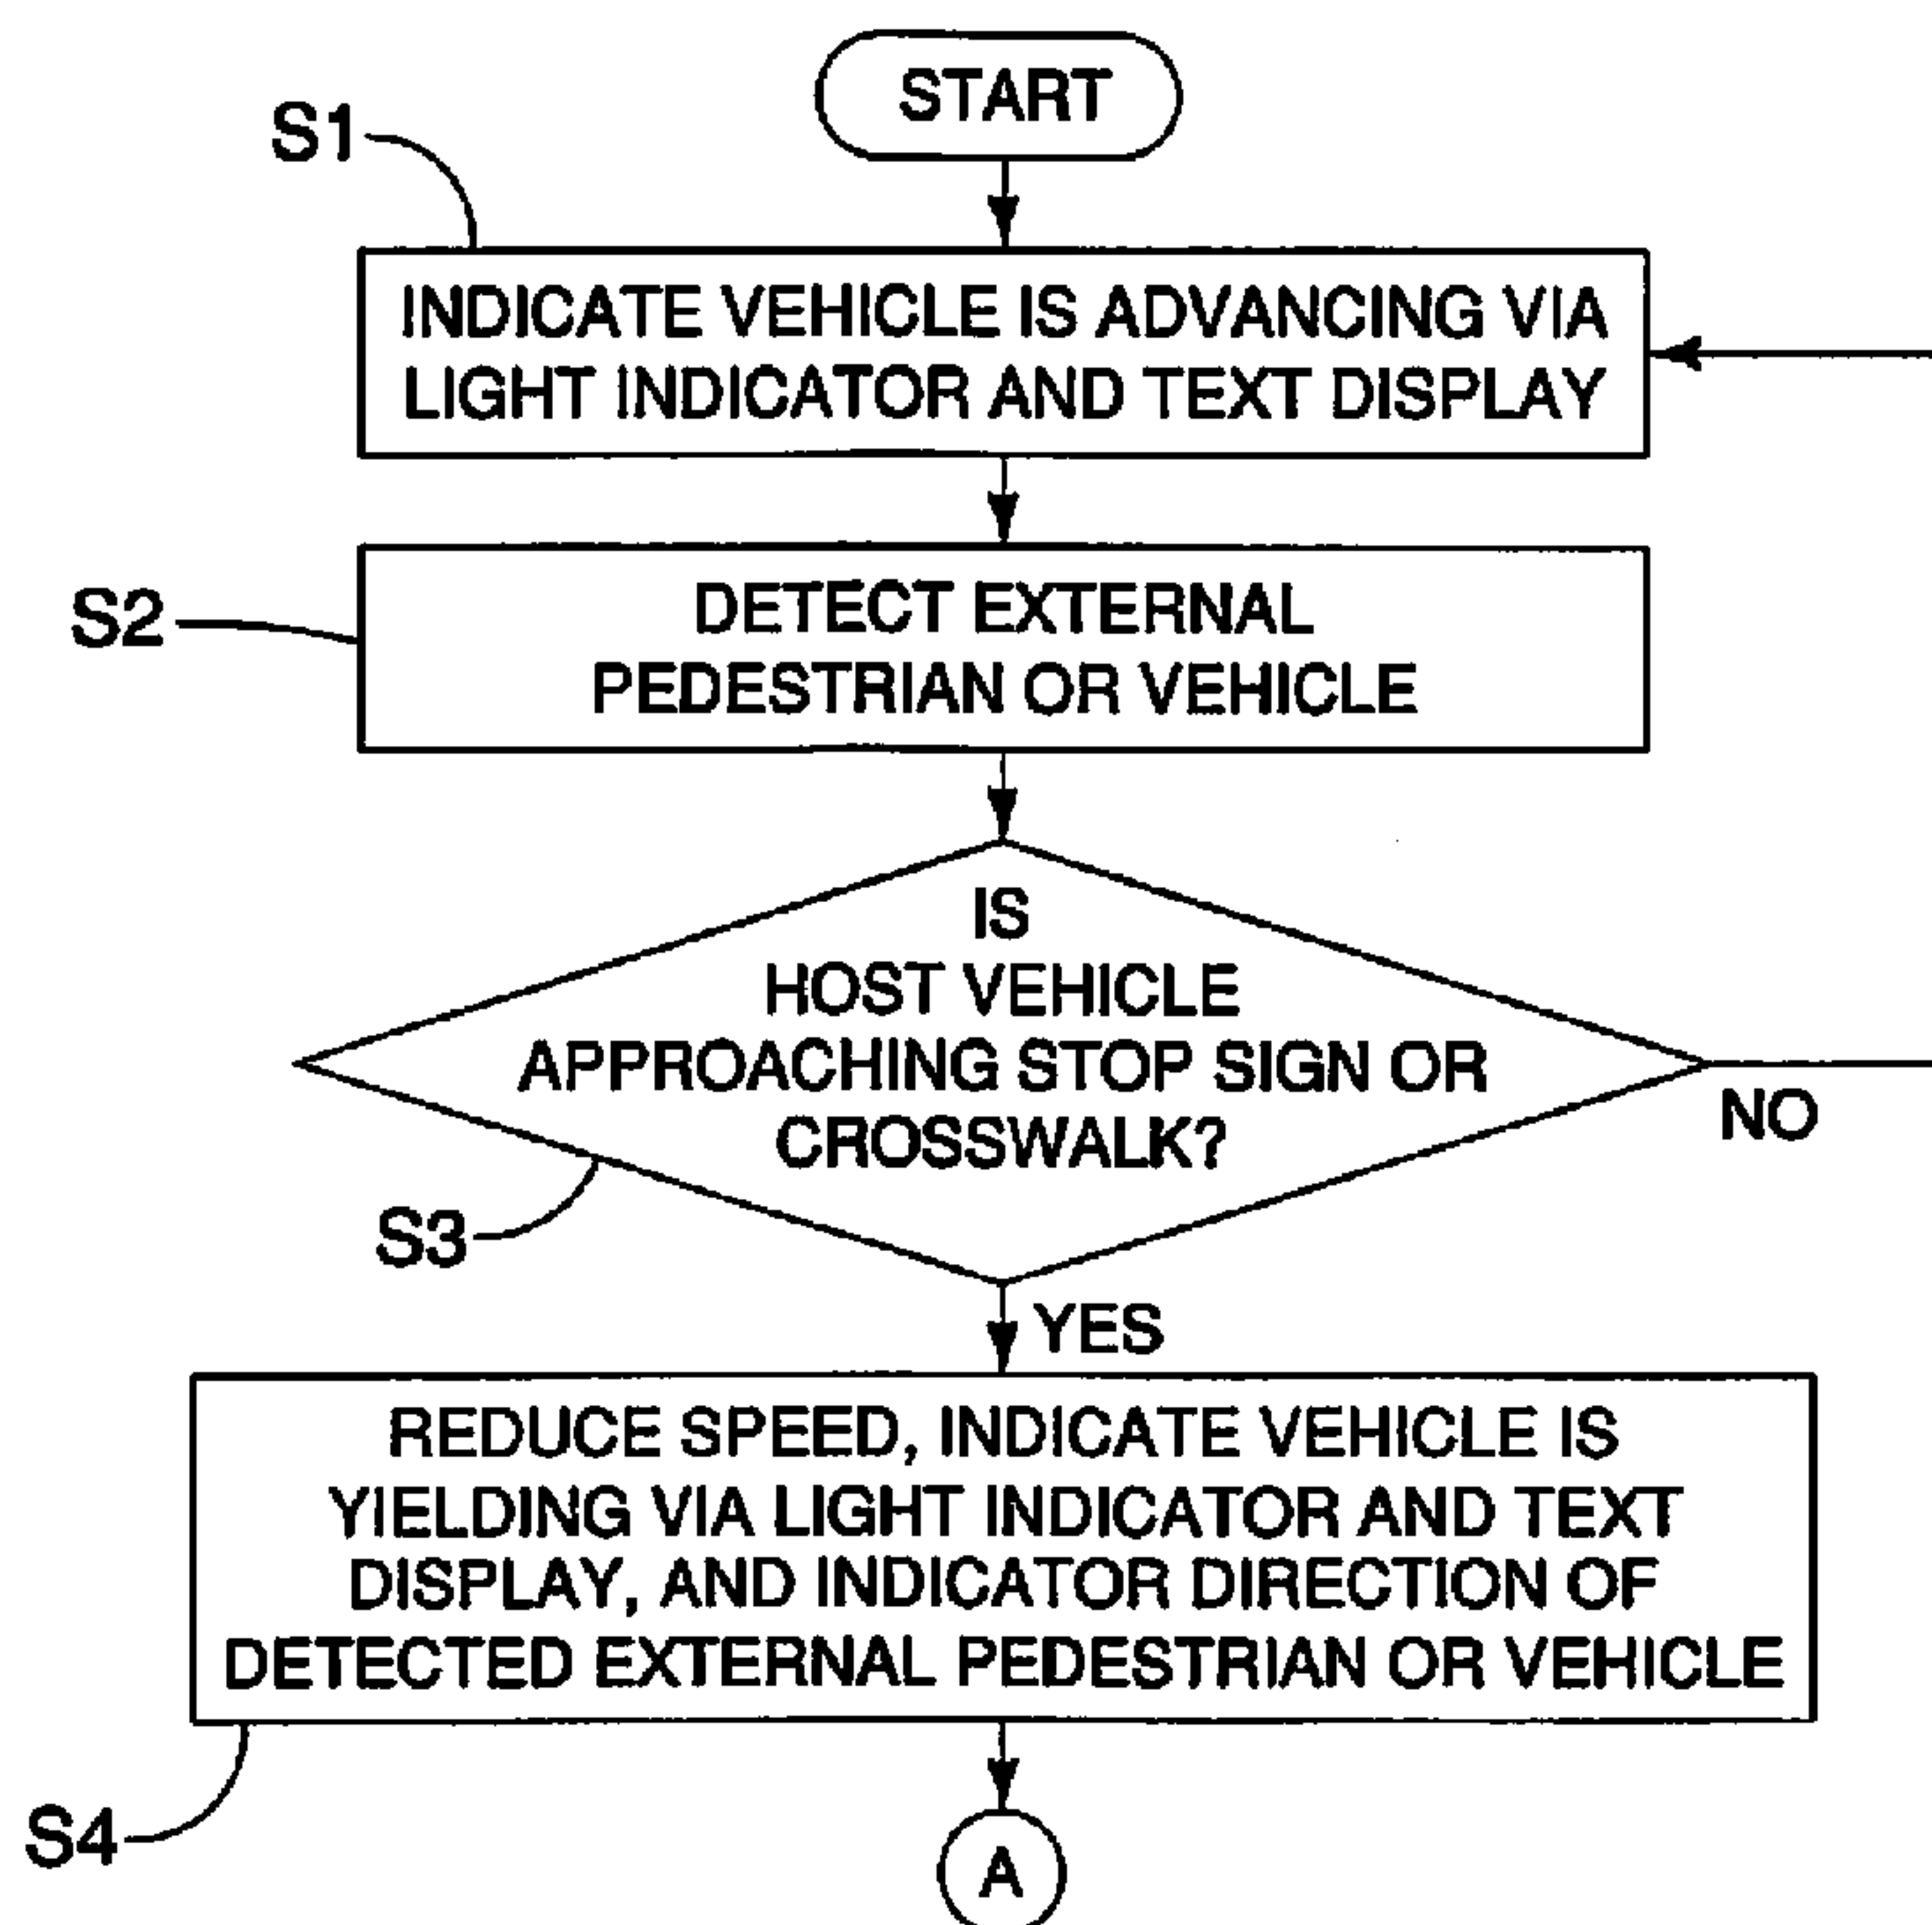 START
S1
INDICATE VEHICLE IS ADVANCING VIA
LIGHT INDICATOR AND TEXT DISPLAY
S2
DETECT EXTERNAL
PEDESTRIAN OR VEHICLE
IS
HOST VEHICLE
APPROACHING STOP SIGN OR
CROSSWALK?
NO
S3
YES
REDUCE SPEED, INDICATE VEHICLE IS
YIELDING VIA LIGHT INDICATOR AND TEXT
DISPLAY, AND INDICATOR DIRECTION OF
DETECTED EXTERNAL PEDESTRIAN OR VEHICLE
S4
A